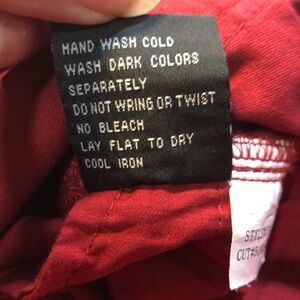 HAND WASH COLD
WASH DARK COLORS
SEPARATELY
DO NOT WRING OR TWIST
NO BLEACH
LAY FLAT TO DRY
COOL IRON